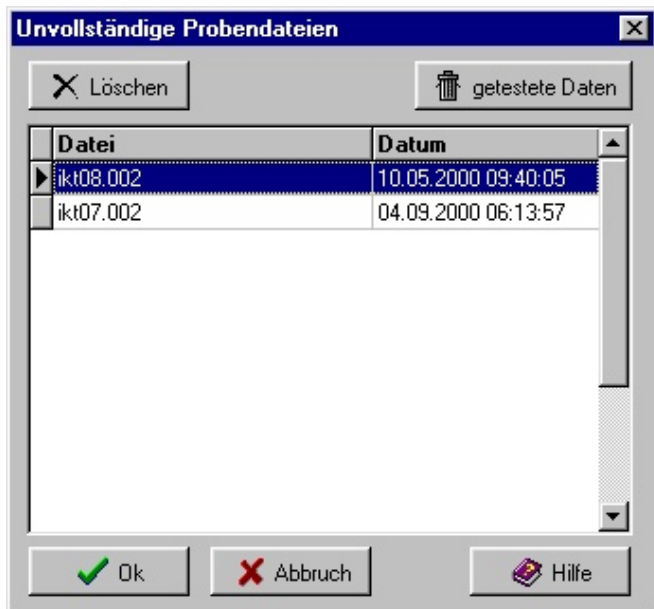 Unvollständige Probendateien
Löschen getestete Daten
Datei Datum
ikt08.002 10.05.2000 09:40:05
ikt07.002 04.09.2000 06:13:57
Ok Abbruch Hilfe